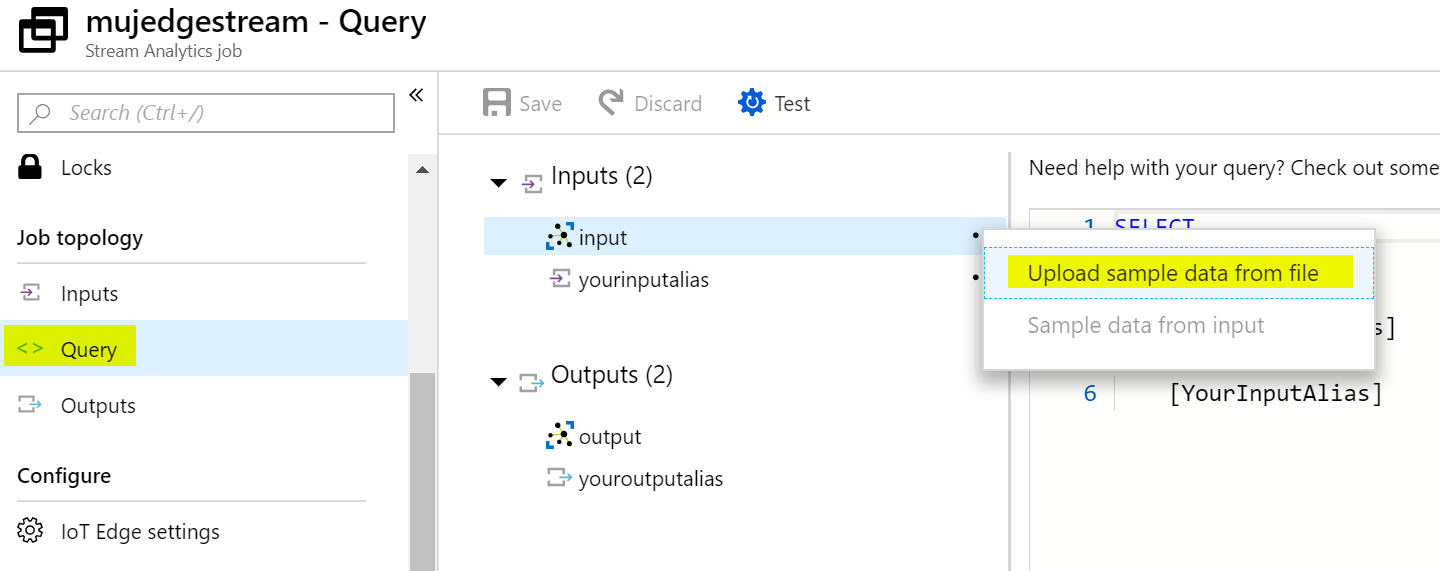 mujedgestream - Query
Stream Analytics job
Search (Ctrl+/)
«
Locks
Job topology
Inputs
<> Query
Outputs
Configure
IoT Edge settings
Save Discard Test
Inputs (2)
input
yourinputalias
Outputs (2)
output
youroutputalias
Need help with your query? Check out some
1 SELECT
Upload sample data from file
Sample data from input
s]
6 [YourInputAlias]